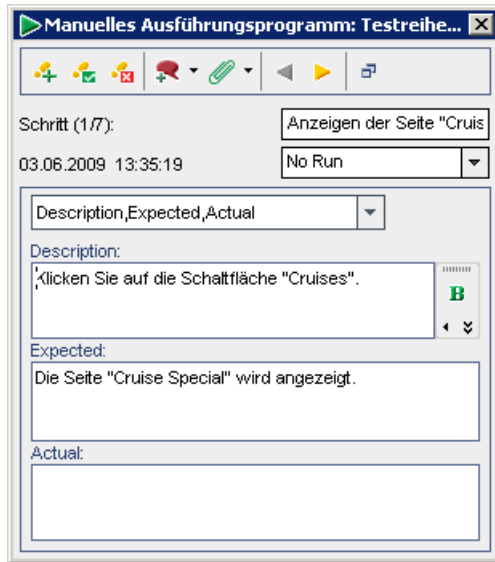 Manuelles Ausführungsprogramm: Testreihe...
Schritt (1/7):
Anzeigen der Seite "Cruis
03.06.2009 13:35:19
No Run
Description,Expected,Actual
Description:
Klicken Sie auf die Schaltfläche "Cruises".
B
Expected:
Die Seite "Cruise Special" wird angezeigt.
Actual: